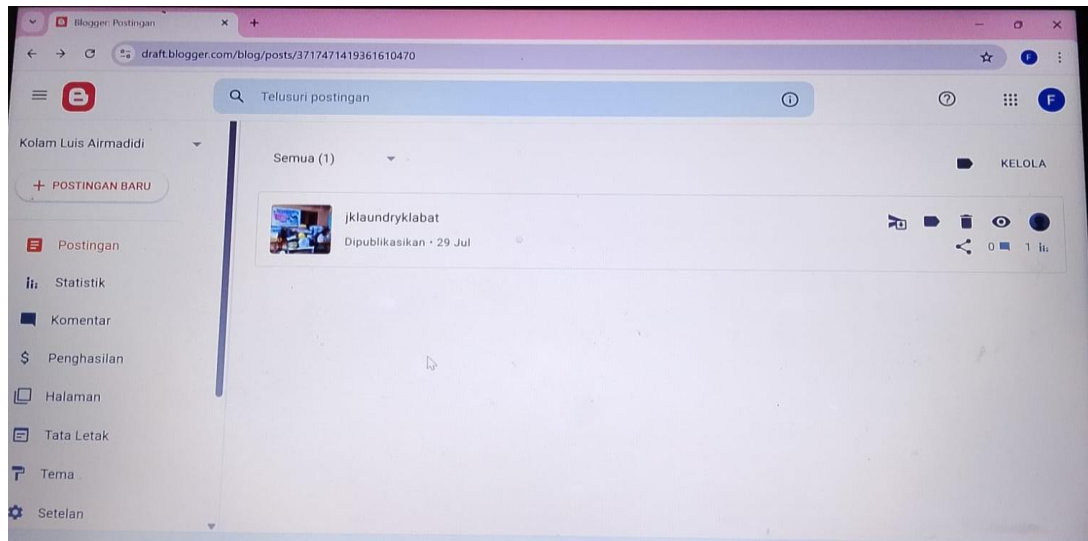 Blogger: Postingan
draft.blogger.com/blog/posts/3717471419361610470
F
Telusuri postingan
F
Kolam Luis Airmadidi
Semua (1)
KELOLA
+ POSTINGAN BARU
jklaundryklabat
Dipublikasikan • 29 Jul
0
1
Postingan
Statistik
Komentar
$ Penghasilan
Halaman
Tata Letak
Tema
Setelan